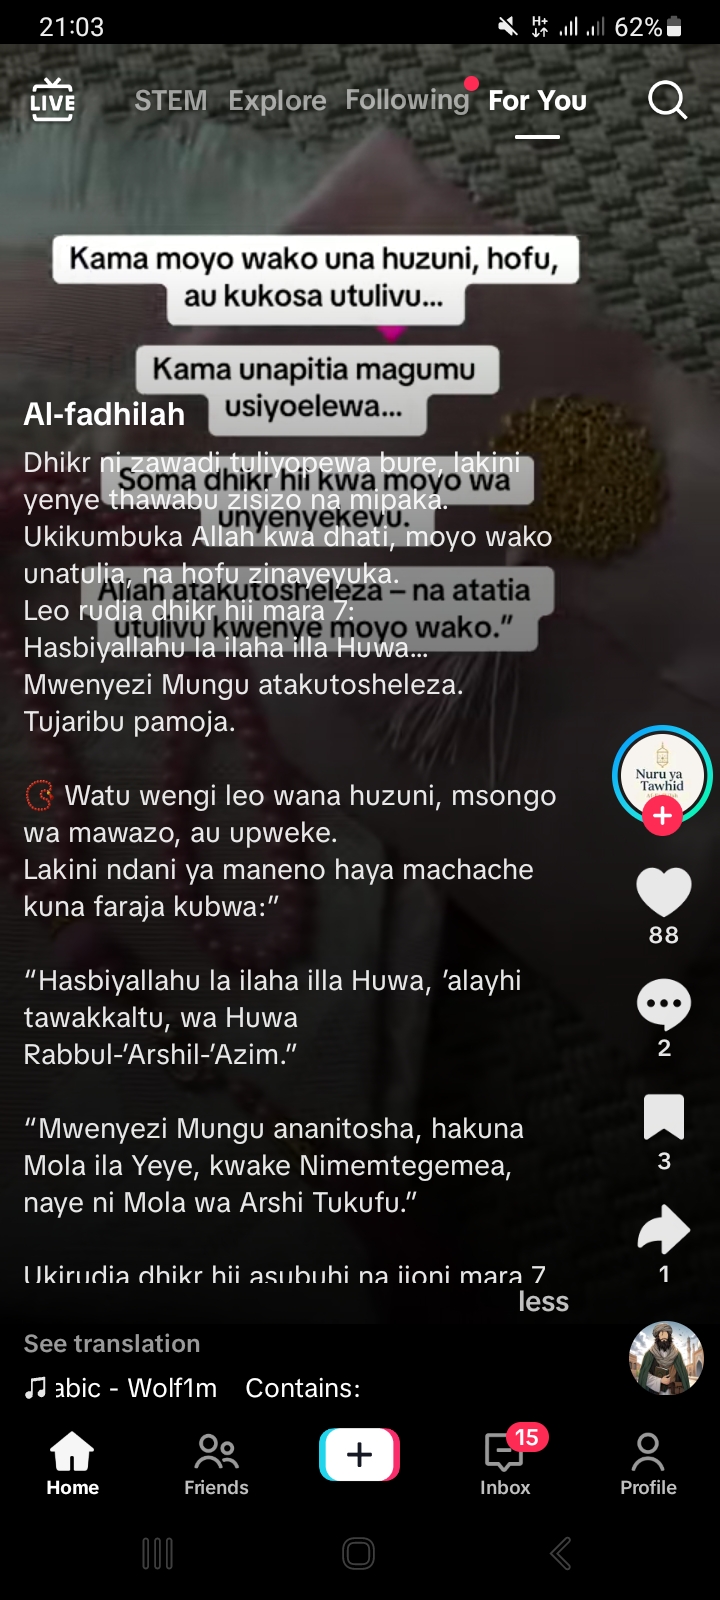 21:03
62%
LIVE
STEM Explore Following For You
Kama moyo wako una huzuni, hofu,
au kukosa utulivu...
Kama unapitia magumu
usiyoelewa...
Soma dhikr hii kwa moyo wa
unyenyekevu.
Allah atakutosheleza – na atatia
utulivu kwenye moyo wako.”
Al-fadhilah
Dhikr ni zawadi tuliyopewa bure, lakini
yenye thawabu zisizo na mipaka.
Ukikumbuka Allah kwa dhati, moyo wako
unatulia, na hofu zinayeyuka.
Leo rudia dhikr hii mara 7:
Hasbiyallahu la ilaha illa Huwa...
Mwenyezi Mungu atakutosheleza.
Tujaribu pamoja.
Watu wengi leo wana huzuni, msongo
wa mawazo, au upweke.
Lakini ndani ya maneno haya machache
kuna faraja kubwa:”
“Hasbiyallahu la ilaha illa Huwa, ’alayhi
tawakkaltu, wa Huwa
Rabbul-’Arshil-’Azim.”
“Mwenyezi Mungu ananitosha, hakuna
Mola ila Yeye, kwake Nimemtegemea,
naye ni Mola wa Arshi Tukufu.”
Ukirudia dhikr hii asubuhi na jioni mara 7
less
Nuru ya
Tawhid
88
2
3
1
See translation
abic - Wolf1m Contains:
Home
Friends
15
Inbox
Profile